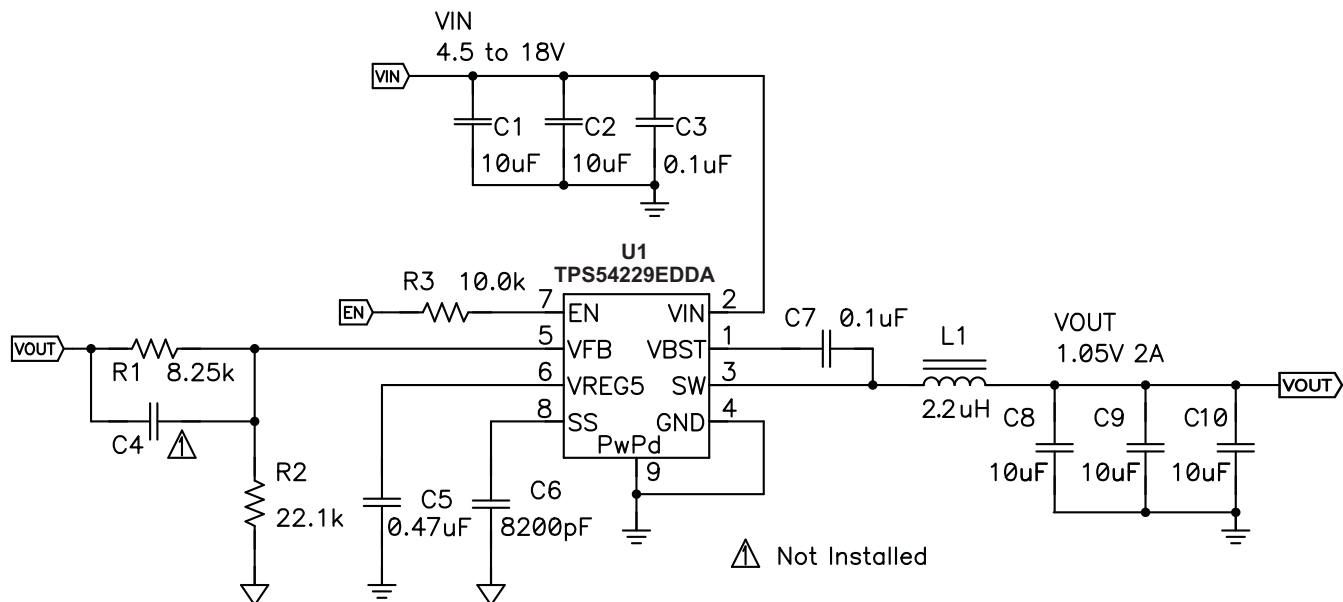 VIN
4.5 to 18V
VIN
C1
10uF
C2
10uF
C3
0.1uF
U1
TPS54229EDDA
R3 10.0k
EN
7
EN
VIN
2
5
VFB
VBST
1
6
VREG5
SW
3
8
SS
GND
4
PwPd
9
C7
0.1uF
L1
2.2uH
VOUT
1.05V 2A
VOUT
C8
10uF
C9
10uF
C10
10uF
VOUT
R1
8.25k
C4
1
R2
22.1k
C5
0.47uF
C6
8200pF
1 Not Installed